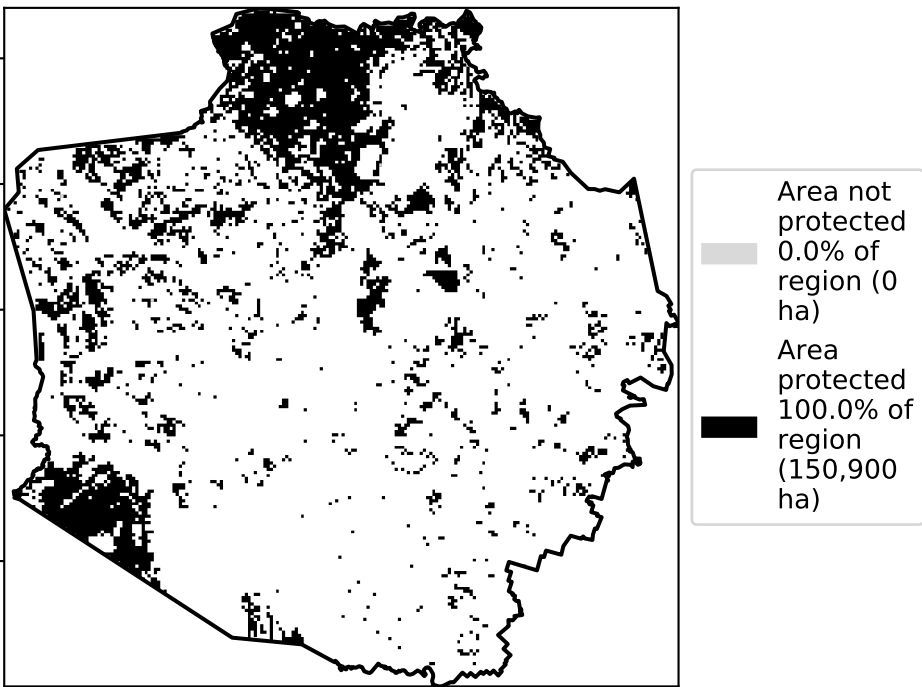 Area not
protected
0.0% of
region (0
ha)
Area
protected
100.0% of
region
(150,900
ha)